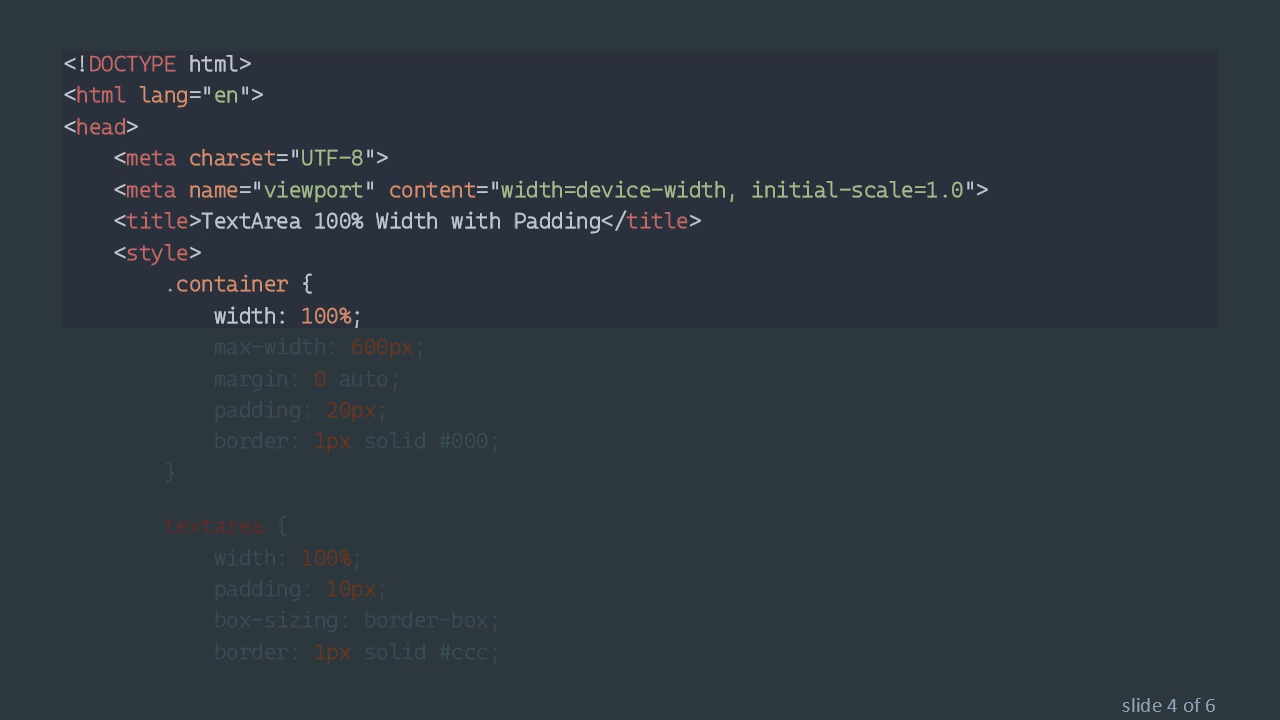 <!DOCTYPE html>
<html lang="en">
<head>
    <meta charset="UTF-8">
    <meta name="viewport" content="width=device-width, initial-scale=1.0">
    <title>TextArea 100% Width with Padding</title>
    <style>
        .container {
            width: 100%;
            max-width: 600px;
            margin: 0 auto;
            padding: 20px;
            border: 1px solid #000;
        }

        textarea {
            width: 100%;
            padding: 10px;
            box-sizing: border-box;
            border: 1px solid #ccc;
slide 4 of 6